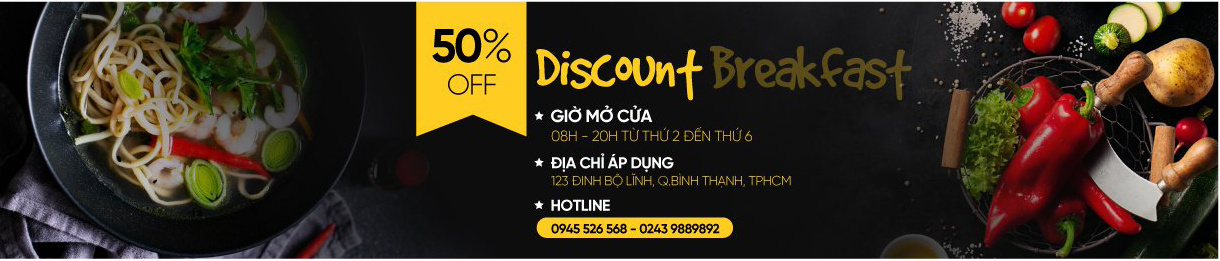 50%
OFF
Discount Breakfast
GIỜ MỞ CỬA
08H - 20H TỪ THỨ 2 ĐẾN THỨ 6
ĐỊA CHỈ ÁP DỤNG
123 ĐINH BỘ LĨNH, Q.BÌNH THẠNH, TPHCM
HOTLINE
0945 526 568 - 0243 9889892